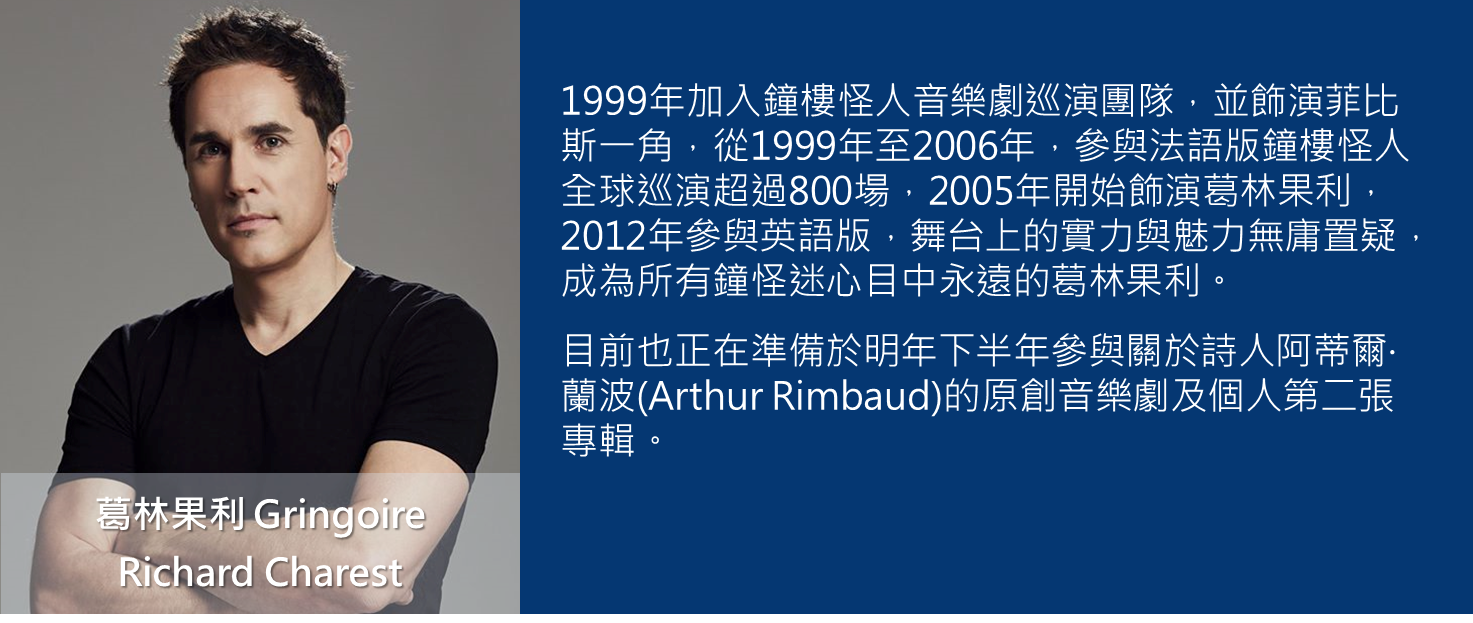 1999年加入鐘樓怪人音樂劇巡演團隊，並飾演菲比
斯一角，從1999年至2006年，參與法語版鐘樓怪人
全球巡演超過800場，2005年開始飾演葛林果利，
2012年參與英語版，舞台上的實力與魅力無庸置疑，
成為所有鐘怪迷心目中永遠的葛林果利。
目前也正在準備於明年下半年參與關於詩人阿蒂爾·
蘭波(Arthur Rimbaud)的原創音樂劇及個人第二張
專輯。
葛林果利 Gringoire
Richard Charest